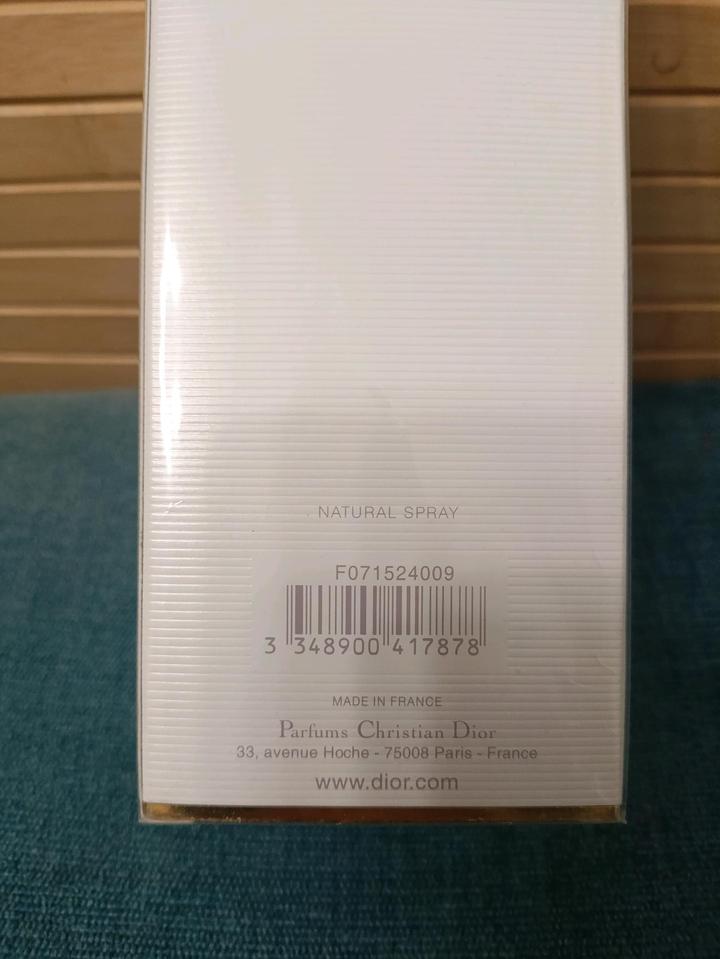 NATURAL SPRAY
F071524009
3 348900 417878
MADE IN FRANCE
Parfums Christian Dior
33, avenue Hoche - 75008 Paris - France
www.dior.com